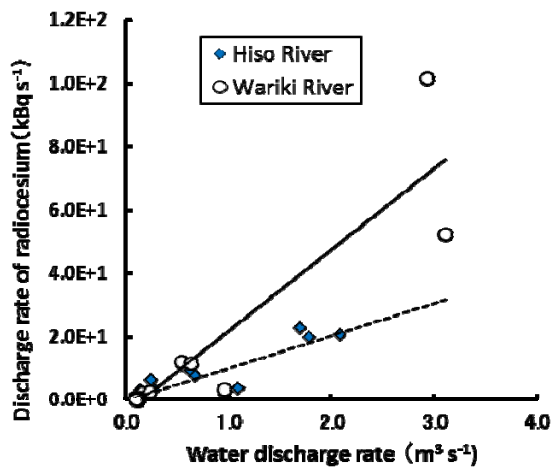 1.2E+2
1.0E+2
8.0E+1
6.0E+1
4.0E+1
2.0E+1
0.0E+0
Discharge rate of radiocesium(kBq s⁻¹)
Hiso River
Wariki River
0.0 1.0 2.0 3.0 4.0
Water discharge rate (m³ s⁻¹)